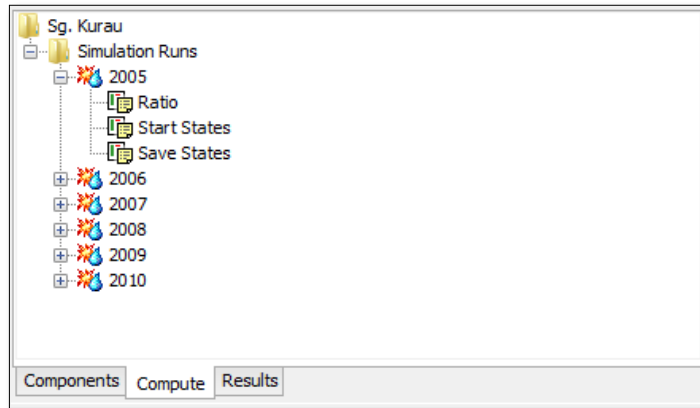 Sg. Kurau
Simulation Runs
2005
Ratio
Start States
Save States
2006
2007
2008
2009
2010
Components Compute Results